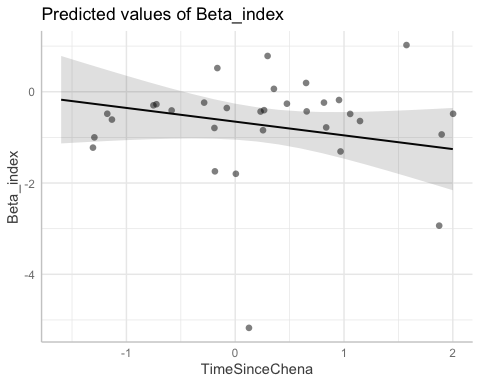 Predicted values of Beta_index
0
-2
-4
Beta_index
-1
0
1
2
TimeSinceChena